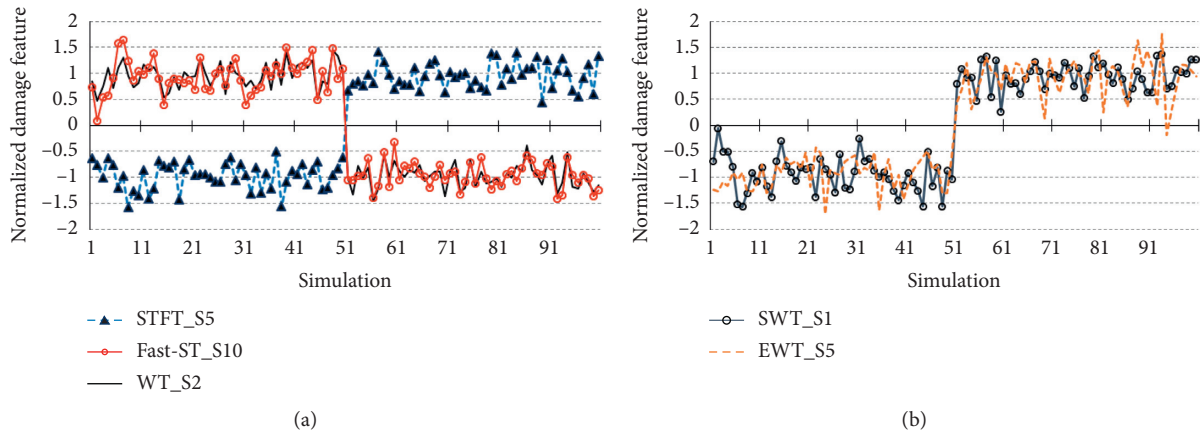 Normalized damage feature
2
1.5
1
0.5
0
−0.5
−1
−1.5
−2
1 11 21 31 41 51 61 71 81 91
Simulation
STFT_S5
Fast-ST_S10
WT_S2
(a)
Normalized damage feature
2
1.5
1
0.5
0
−0.5
−1
−1.5
−2
1 11 21 31 41 51 61 71 81 91
Simulation
SWT_S1
EWT_S5
(b)